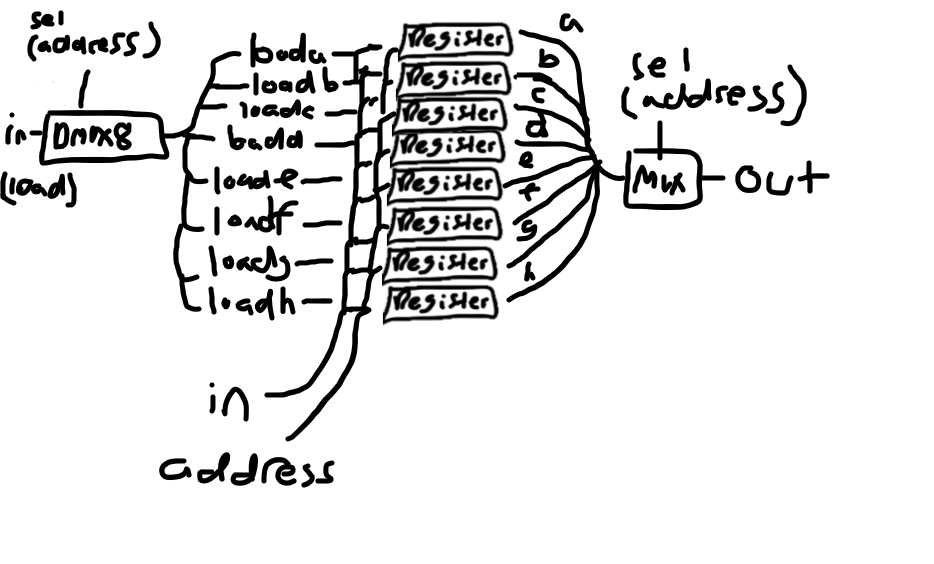 sel
(address)
in
(load)
Dmux8
loada
loadb
loadc
loadd
loade
loadf
loadg
loadh
Register
Register
Register
Register
Register
Register
Register
Register
a
b
c
d
e
f
g
h
sel
(address)
Mux
out
in
address